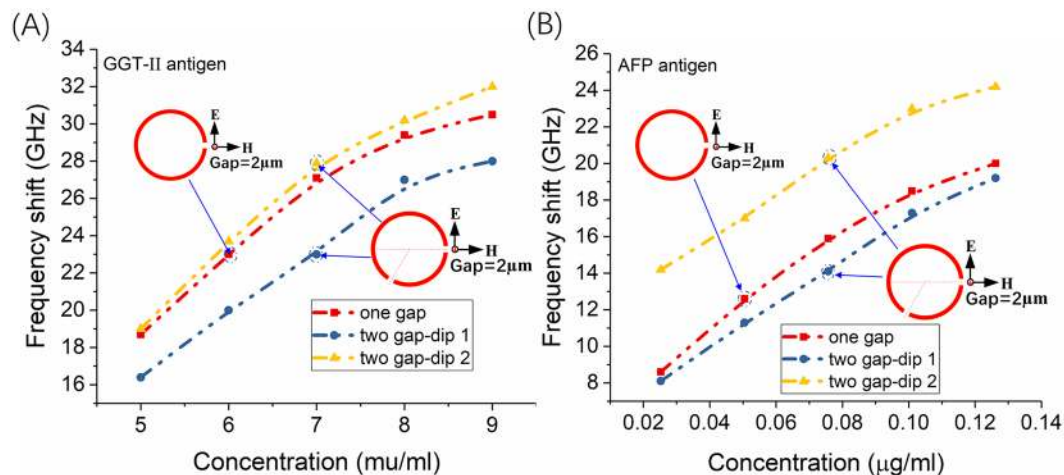 (A)
GGT-II antigen
Frequency shift (GHz)
34
32
30
28
26
24
22
20
18
16
E
H
Gap=2μm
E
H
Gap=2μm
one gap
two gap-dip 1
two gap-dip 2
5 6 7 8 9
Concentration (mu/ml)
(B)
AFP antigen
Frequency shift (GHz)
26
24
22
20
18
16
14
12
10
8
E
H
Gap=2μm
E
H
Gap=2μm
one gap
two gap-dip 1
two gap-dip 2
0.00 0.02 0.04 0.06 0.08 0.10 0.12 0.14
Concentration (μg/ml)